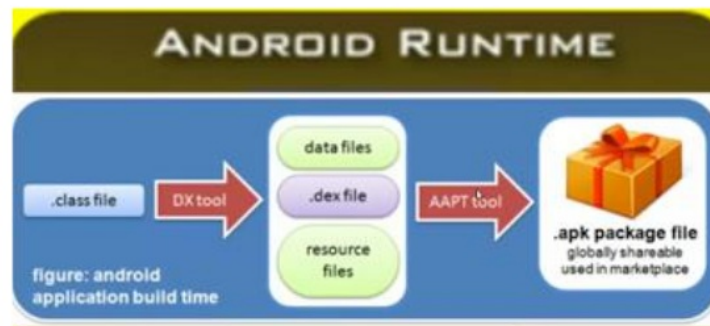 ANDROID RUNTIME
.class file
DX tool
data files
.dex file
resource
files
AAPT tool
.apk package file
globally shareable
used in marketplace
figure: android
application build time